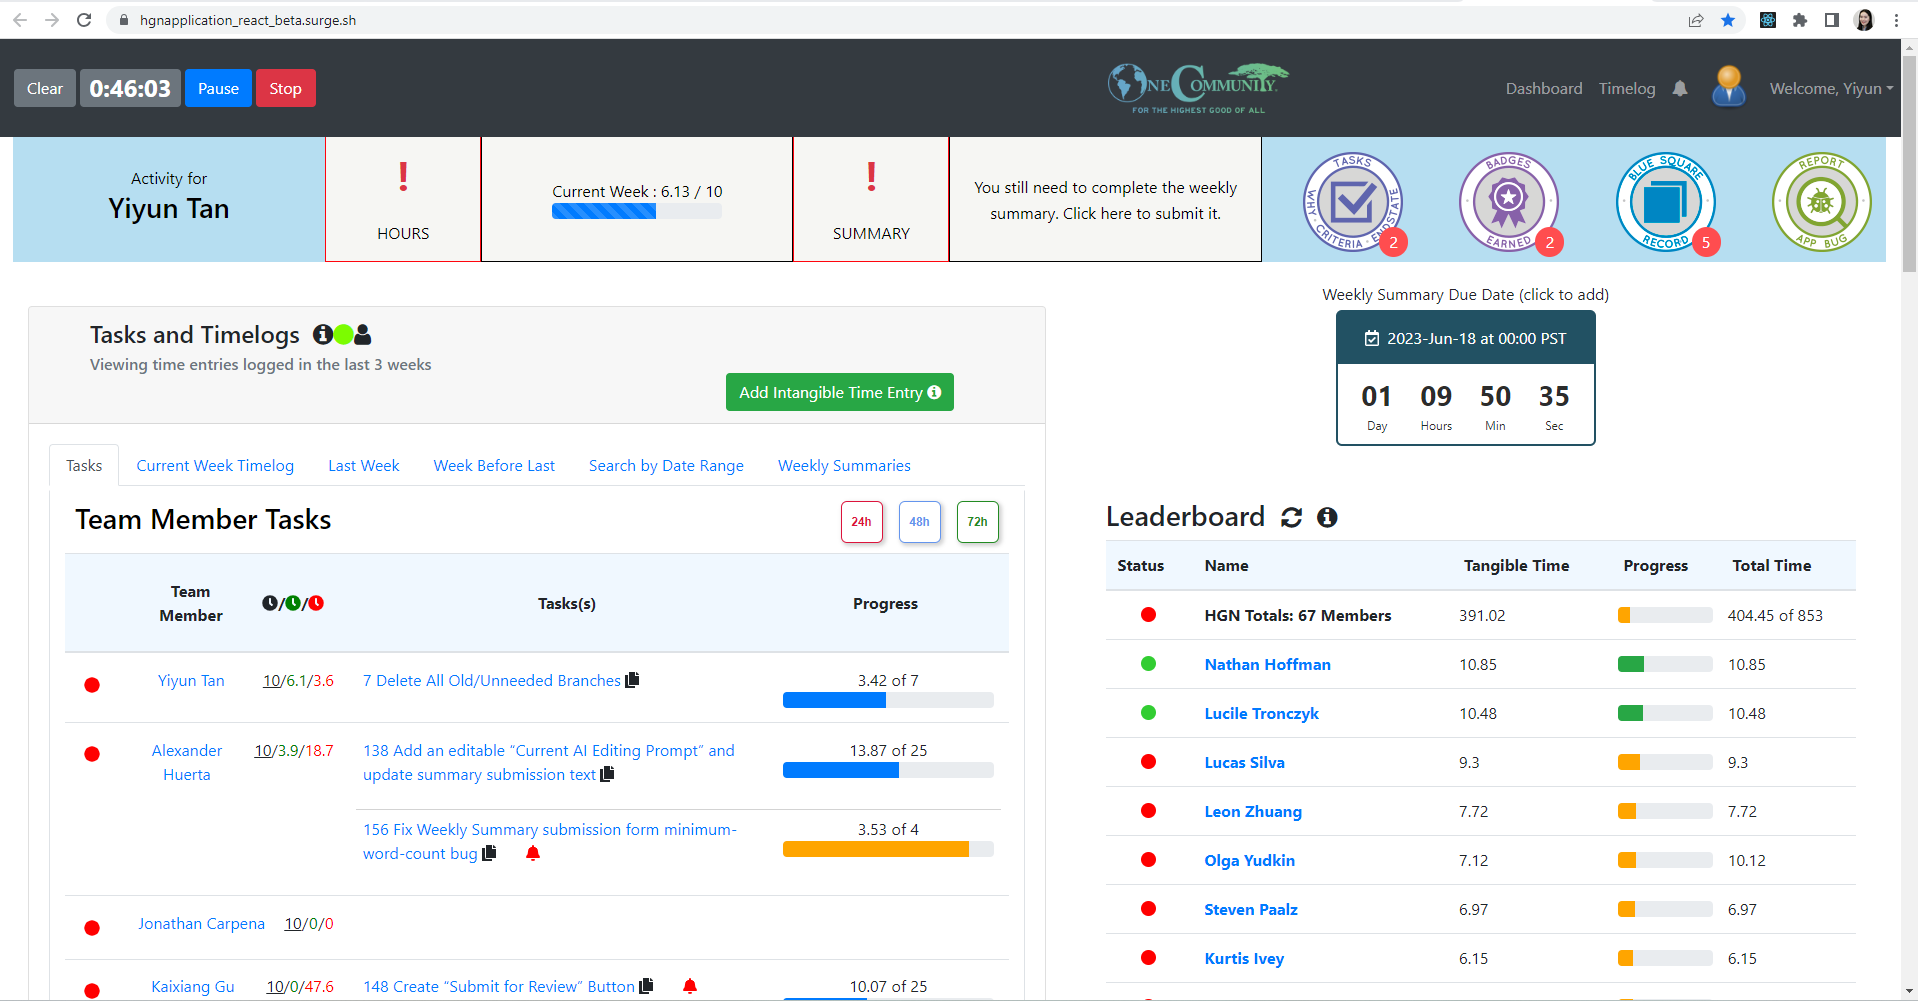 hgnapplication_react_beta.surge.sh
Clear
0:46:03
Pause
Stop
ONE COMMUNITY
FOR THE HIGHEST GOOD OF ALL
Dashboard
Timelog
Welcome, Yiyun
Activity for
Yiyun Tan
!
HOURS
Current Week : 6.13 / 10
!
SUMMARY
You still need to complete the weekly
summary. Click here to submit it.
TASKS
WHY · CRITERIA · ENDSTATE
2
BADGES
EARNED
2
BLUE SQUARE
RECORD
5
REPORT
APP BUG
Weekly Summary Due Date (click to add)
2023-Jun-18 at 00:00 PST
01 09 50 35
Day Hours Min Sec
Tasks and Timelogs
Viewing time entries logged in the last 3 weeks
Add Intangible Time Entry
Tasks Current Week Timelog Last Week Week Before Last Search by Date Range Weekly Summaries
Team Member Tasks
24h 48h 72h
Team
Member
/ /
Tasks(s)
Progress
Yiyun Tan 10/6.1/3.6 7 Delete All Old/Unneeded Branches 3.42 of 7
Alexander
Huerta
10/3.9/18.7
138 Add an editable “Current AI Editing Prompt” and
update summary submission text
13.87 of 25
156 Fix Weekly Summary submission form minimum-
word-count bug
3.53 of 4
Jonathan Carpena 10/0/0
Kaixiang Gu 10/0/47.6 148 Create “Submit for Review” Button 10.07 of 25
Leaderboard
Status Name Tangible Time Progress Total Time
HGN Totals: 67 Members 391.02 404.45 of 853
Nathan Hoffman 10.85 10.85
Lucile Tronczyk 10.48 10.48
Lucas Silva 9.3 9.3
Leon Zhuang 7.72 7.72
Olga Yudkin 7.12 10.12
Steven Paalz 6.97 6.97
Kurtis Ivey 6.15 6.15